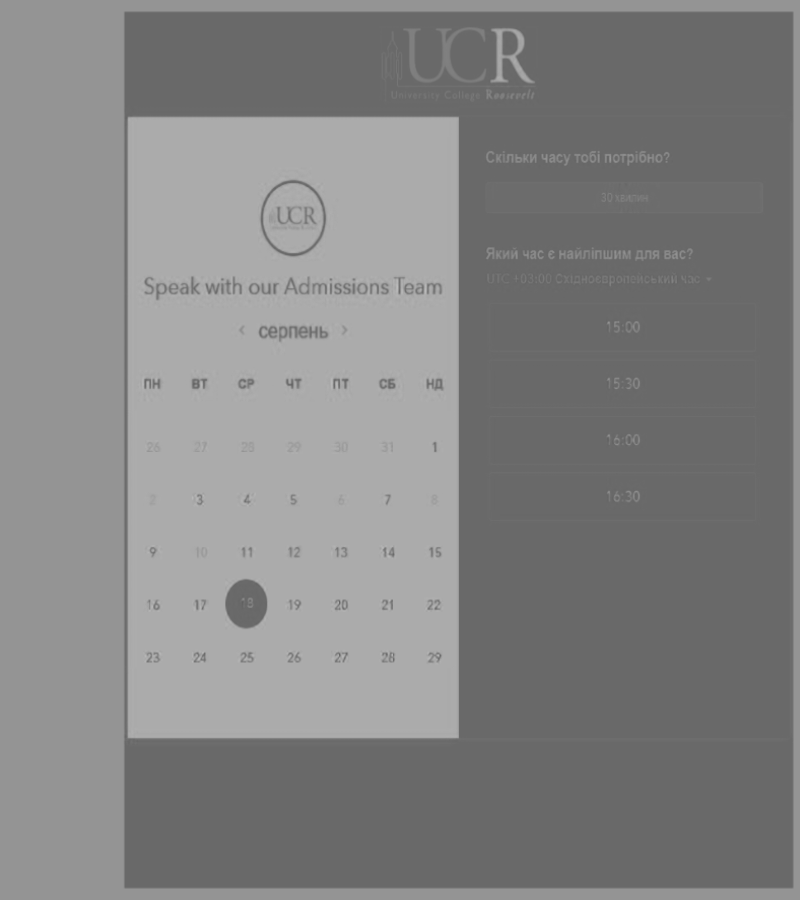 UCR
University College Roosevelt
UCR
Speak with our Admissions Team
‹ серпень ›
ПН ВТ СР ЧТ ПТ СБ НД
26 27 28 29 30 31 1
2 3 4 5 6 7 8
9 10 11 12 13 14 15
16 17 18 19 20 21 22
23 24 25 26 27 28 29
Скільки часу тобі потрібно?
30 хвилин
Який час є найліпшим для вас?
UTC +03:00 Східноєвропейський час
15:00
15:30
16:00
16:30